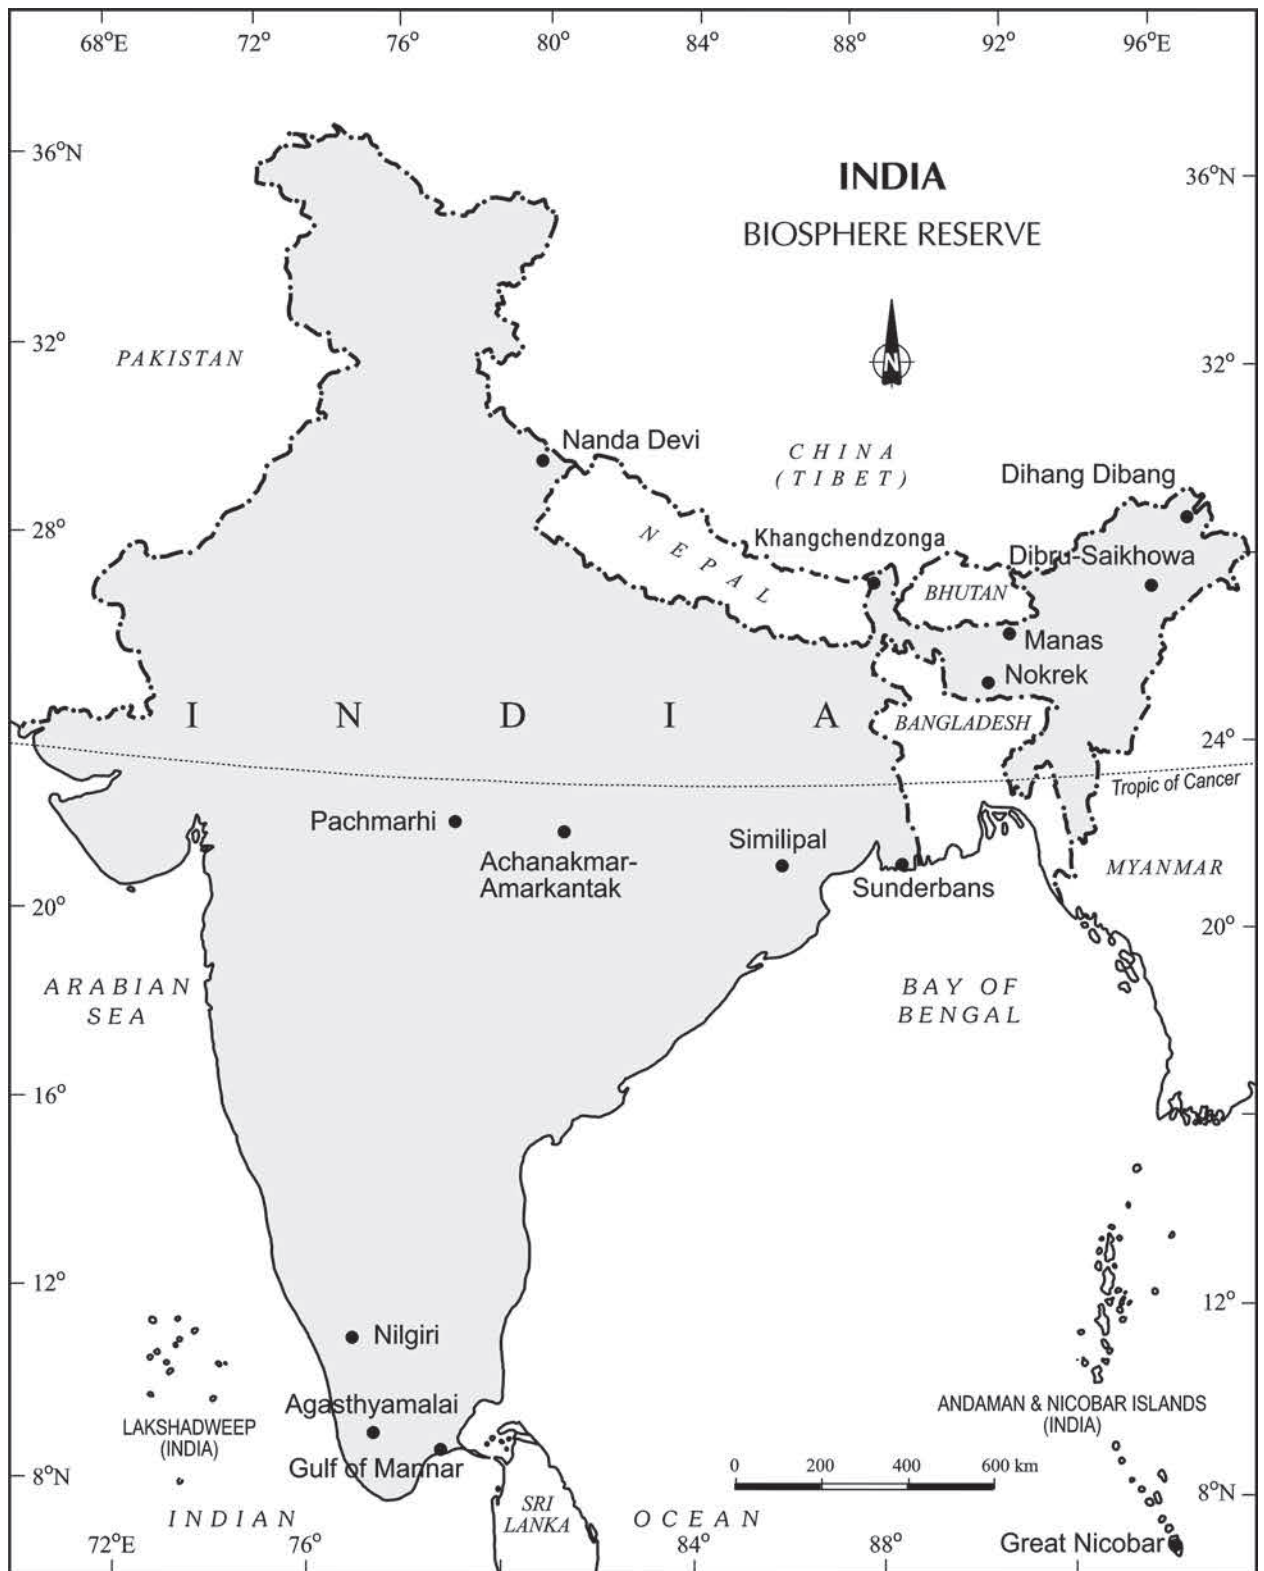 68°E 72° 76° 80° 84° 88° 92° 96°E
36°N
INDIA
36°N
BIOSPHERE RESERVE
32°
PAKISTAN
N
32°
Nanda Devi
CHINA
(TIBET)
Dihang Dibang
28°
NEPAL
Khangchendzonga
Dibru-Saikhowa
BHUTAN
Manas
Nokrek
INDIA
BANGLADESH
24°
Tropic of Cancer
Pachmarhi
Achanakmar-
Amarkantak
Similipal
Sunderbans
MYANMAR
20°
20°
ARABIAN
SEA
BAY OF
BENGAL
16°
12°
12°
Nilgiri
Agasthyamalai
LAKSHADWEEP
(INDIA)
ANDAMAN & NICOBAR ISLANDS
(INDIA)
Gulf of Mannar
0 200 400 600 km
8°N
8°N
SRI
LANKA
INDIAN OCEAN
Great Nicobar
72°E 76° 84° 88°